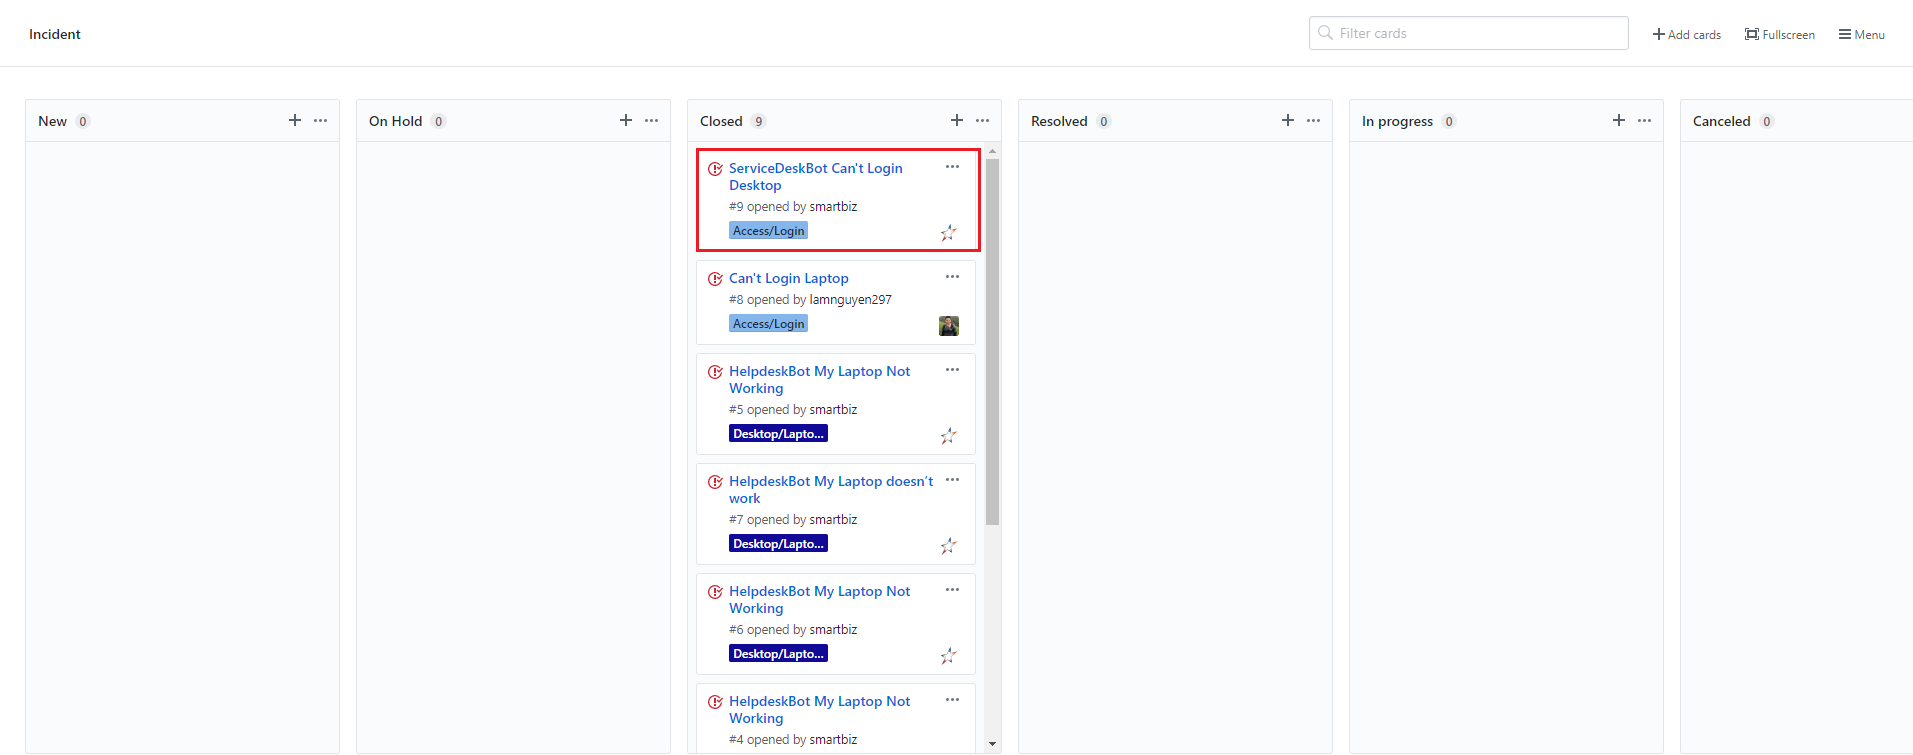 Incident
Filter cards
Add cards
Fullscreen
Menu
New 0
On Hold 0
Closed 9
ServiceDeskBot Can't Login
Desktop
#9 opened by smartbiz
Access/Login
Can't Login Laptop
#8 opened by lamnguyen297
Access/Login
HelpdeskBot My Laptop Not
Working
#5 opened by smartbiz
Desktop/Lapto...
HelpdeskBot My Laptop doesn’t
work
#7 opened by smartbiz
Desktop/Lapto...
HelpdeskBot My Laptop Not
Working
#6 opened by smartbiz
Desktop/Lapto...
HelpdeskBot My Laptop Not
Working
#4 opened by smartbiz
Resolved 0
In progress 0
Canceled 0